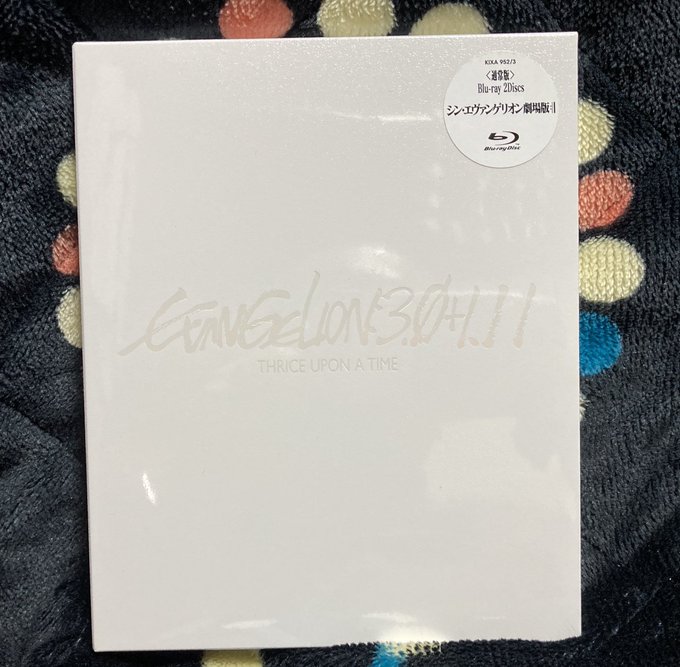 KIXA 952/3
〈通常版〉
Blu-ray 2Discs
シン・エヴァンゲリオン劇場版𝄇
Blu-ray Disc
EVANGELION:3.0+1.11
THRICE UPON A TIME